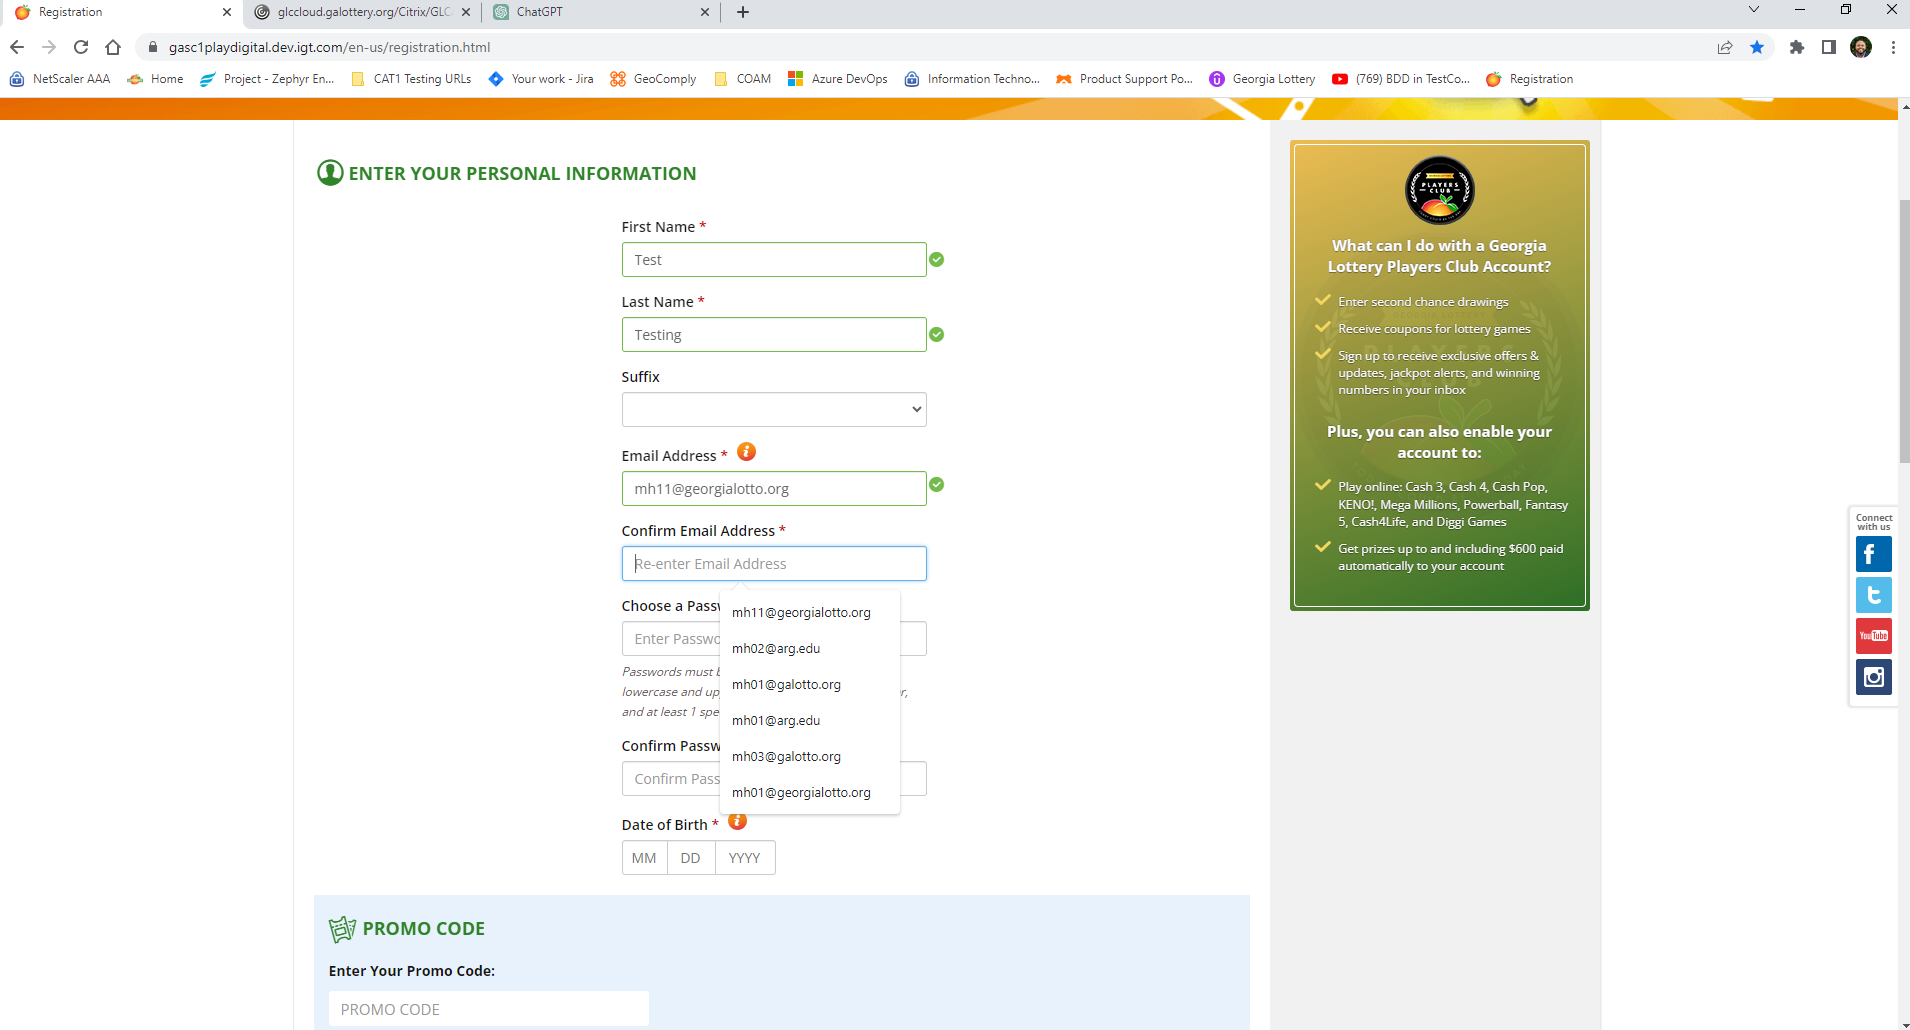 Registration
glccloud.galottery.org/Citrix/GLC
ChatGPT
gasc1playdigital.dev.igt.com/en-us/registration.html
NetScaler AAA
Home
Project - Zephyr En...
CAT1 Testing URLs
Your work - Jira
GeoComply
COAM
Azure DevOps
Information Techno...
Product Support Po...
Georgia Lottery
(769) BDD in TestCo...
Registration
ENTER YOUR PERSONAL INFORMATION
First Name *
Test
Last Name *
Testing
Suffix
Email Address *
mh11@georgialotto.org
Confirm Email Address *
Re-enter Email Address
mh11@georgialotto.org
mh02@arg.edu
mh01@galotto.org
mh01@arg.edu
mh03@galotto.org
mh01@georgialotto.org
Choose a Passw
Enter Passwo
Passwords must b
lowercase and up
and at least 1 spe
Confirm Passw
Confirm Pass
Date of Birth *
MM DD YYYY
PROMO CODE
Enter Your Promo Code:
PROMO CODE
PLAYERS
CLUB
What can I do with a Georgia
Lottery Players Club Account?
Enter second chance drawings
Receive coupons for lottery games
Sign up to receive exclusive offers &
updates, jackpot alerts, and winning
numbers in your inbox
Plus, you can also enable your
account to:
Play online: Cash 3, Cash 4, Cash Pop,
KENO!, Mega Millions, Powerball, Fantasy
5, Cash4Life, and Diggi Games
Get prizes up to and including $600 paid
automatically to your account
Connect
with us
YouTube